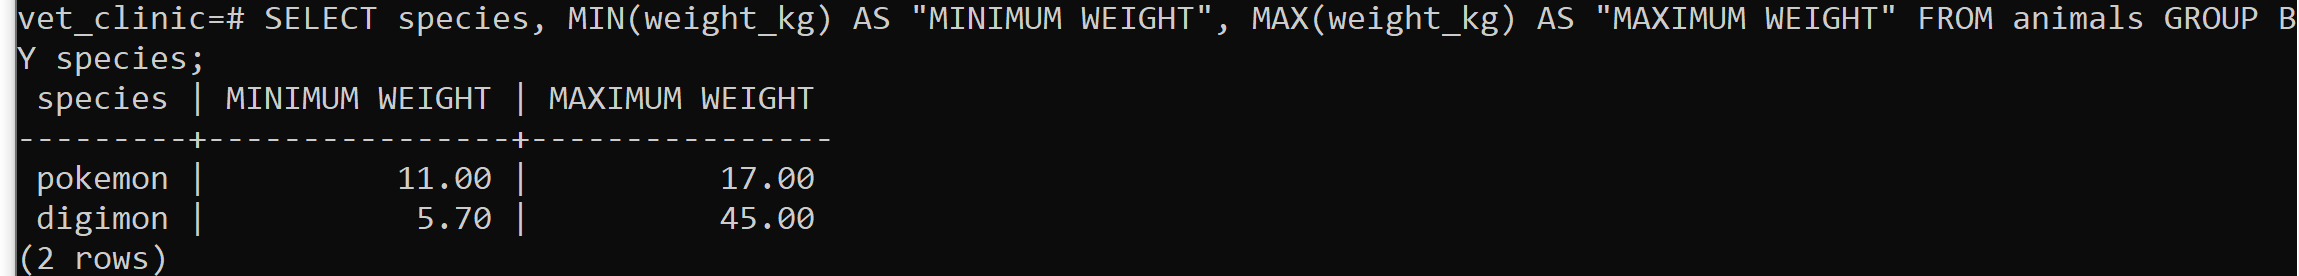 vet_clinic=# SELECT species, MIN(weight_kg) AS "MINIMUM WEIGHT", MAX(weight_kg) AS "MAXIMUM WEIGHT" FROM animals GROUP B
Y species;
 species | MINIMUM WEIGHT | MAXIMUM WEIGHT
---------+----------------+----------------
 pokemon |          11.00 |          17.00
 digimon |           5.70 |          45.00
(2 rows)